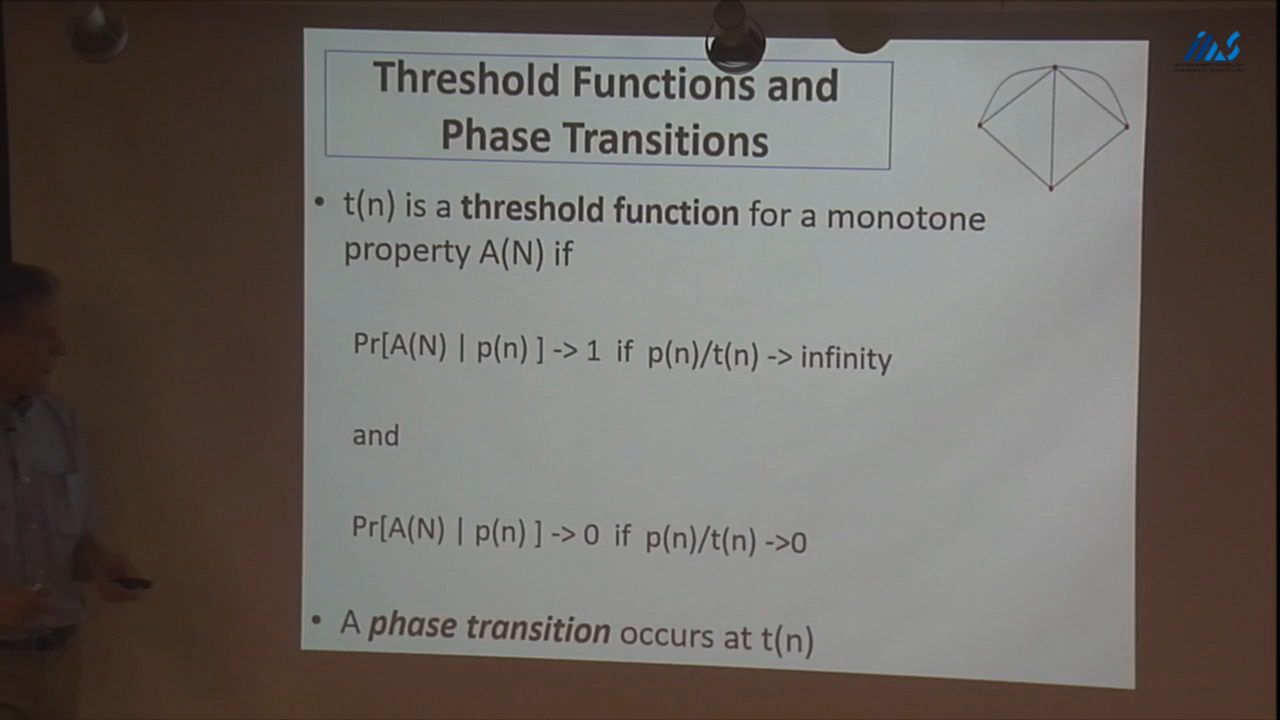 Threshold Functions and
Phase Transitions
• t(n) is a threshold function for a monotone
property A(N) if
Pr[A(N) | p(n) ] -> 1 if p(n)/t(n) -> infinity
and
Pr[A(N) | p(n) ] -> 0 if p(n)/t(n) ->0
• A phase transition occurs at t(n)
IMS